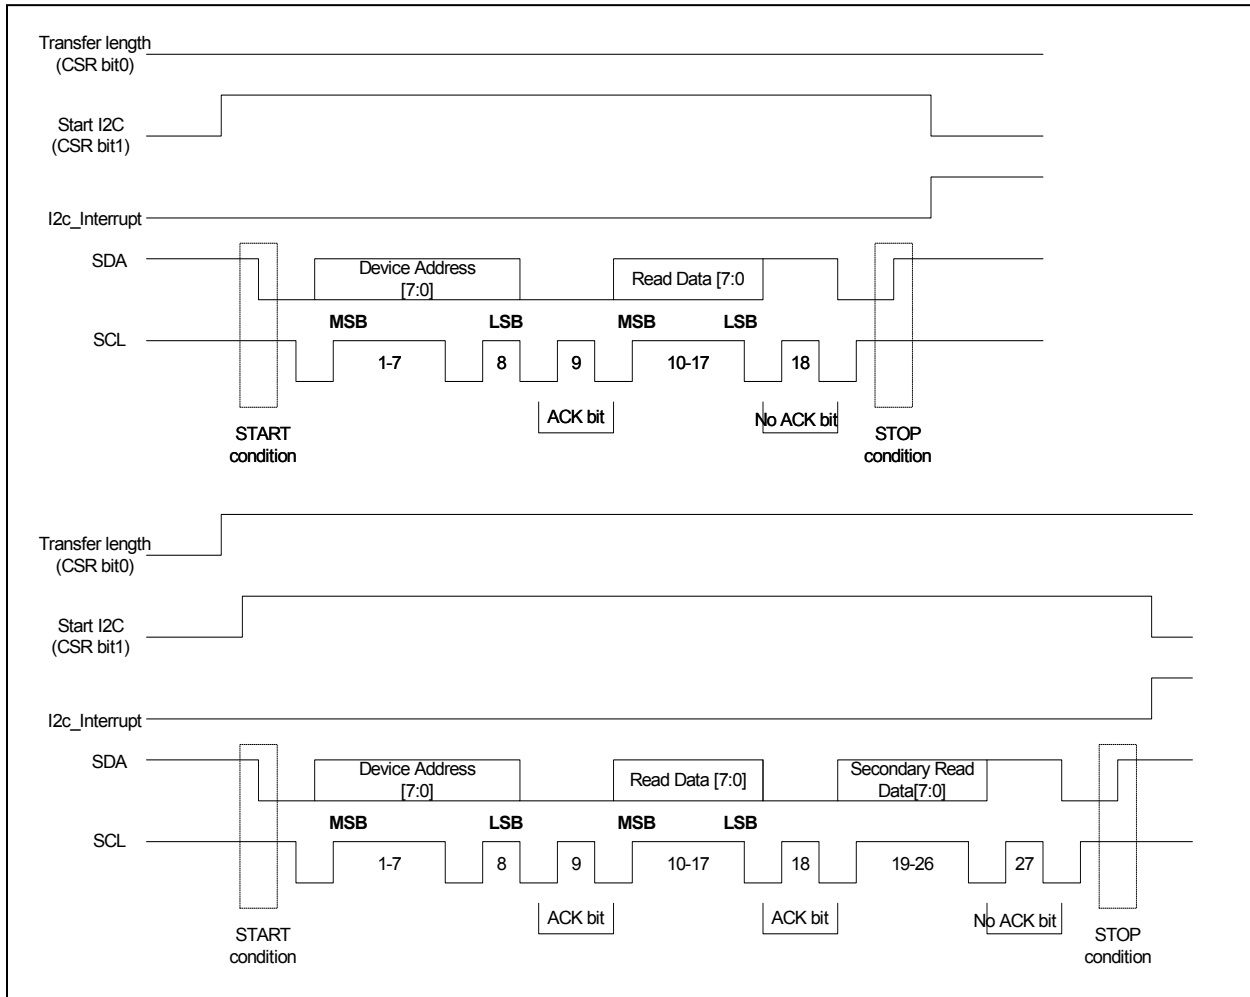 Transfer length
(CSR bit0)
Start I2C
(CSR bit1)
I2c_Interrupt
SDA
Device Address
[7:0]
Read Data [7:0
MSB LSB MSB LSB
SCL
1-7 8 9 10-17 18
ACK bit No ACK bit
START
condition
STOP
condition
Transfer length
(CSR bit0)
Start I2C
(CSR bit1)
I2c_Interrupt
SDA
Device Address
[7:0]
Read Data [7:0]
Secondary Read
Data[7:0]
MSB LSB MSB LSB
SCL
1-7 8 9 10-17 18 19-26 27
ACK bit ACK bit No ACK bit
START
condition
STOP
condition